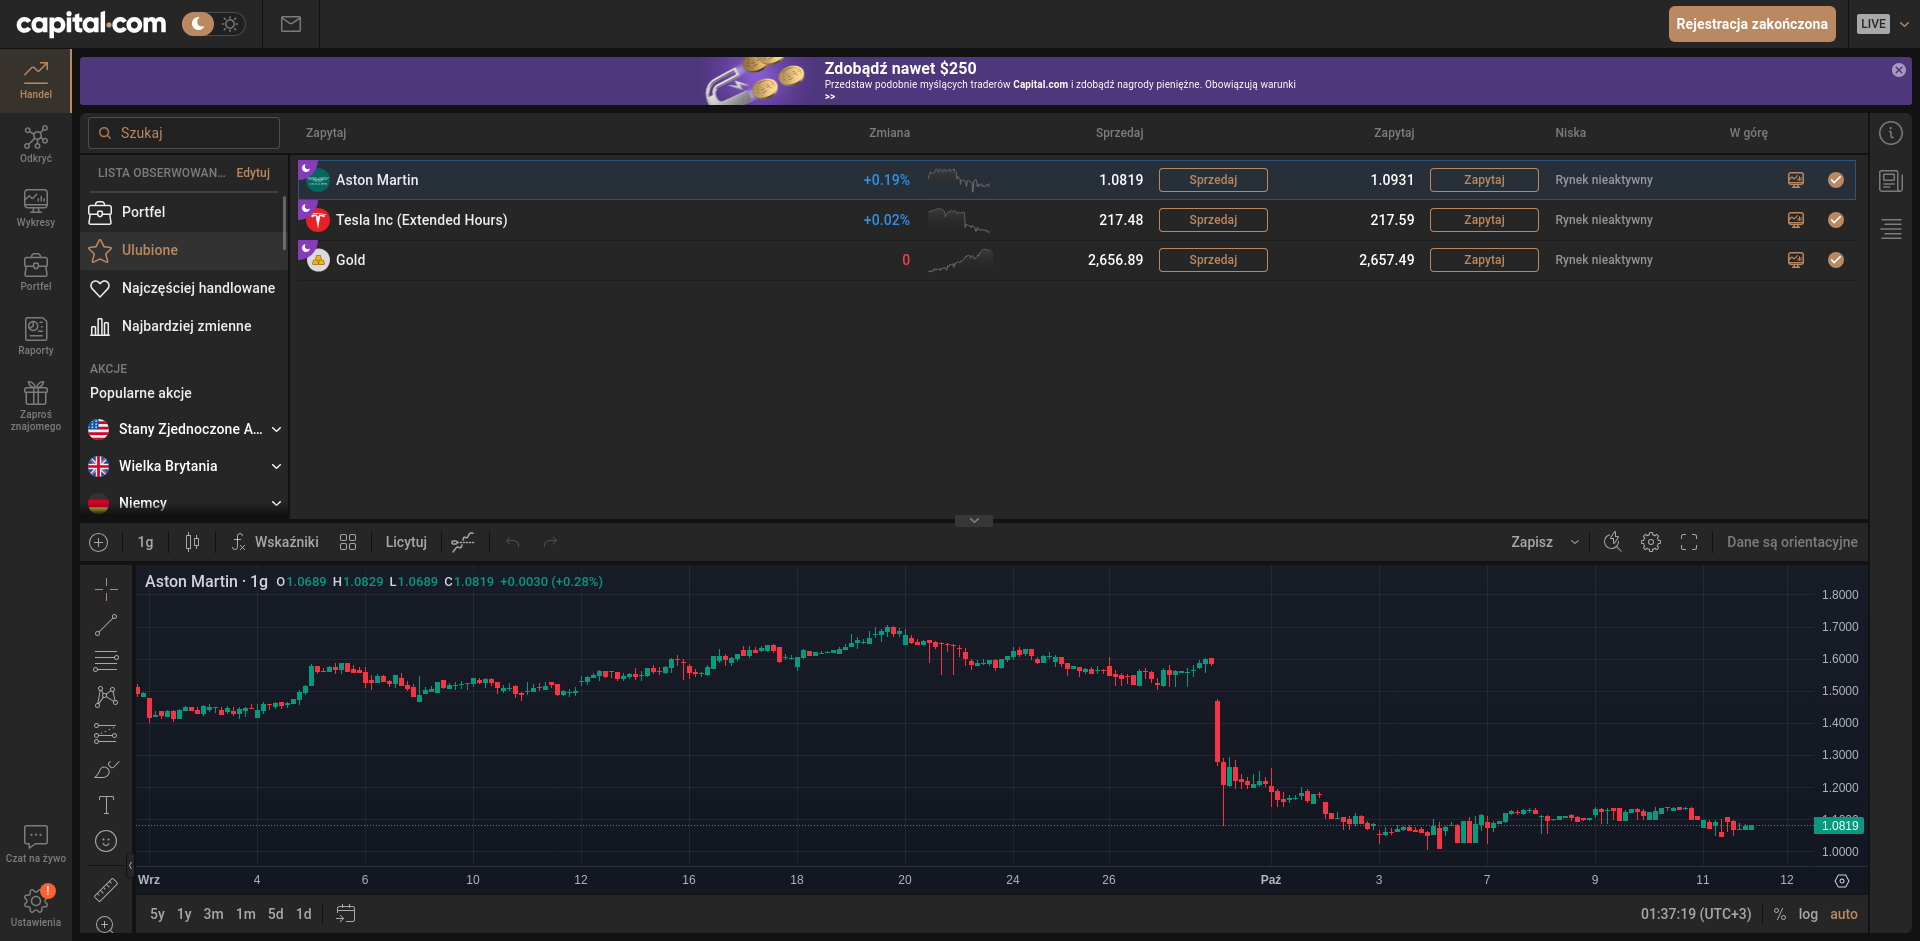 capital.com
Rejestracja zakończona
LIVE
Handel
Odkryć
Wykresy
Portfel
Raporty
Zaproś
znajomego
Czat na żywo
!
Ustawienia
Zdobądź nawet $250
Przedstaw podobnie myślących traderów Capital.com i zdobądź nagrody pieniężne. Obowiązują warunki
>>
Szukaj
LISTA OBSERWOWAN... Edytuj
Portfel
Ulubione
Najczęściej handlowane
Najbardziej zmienne
AKCJE
Popularne akcje
Stany Zjednoczone A...
Wielka Brytania
Niemcy
Zapytaj Zmiana Sprzedaj Zapytaj Niska W górę
Aston Martin +0.19% 1.0819 Sprzedaj 1.0931 Zapytaj Rynek nieaktywny
Tesla Inc (Extended Hours) +0.02% 217.48 Sprzedaj 217.59 Zapytaj Rynek nieaktywny
Gold 0 2,656.89 Sprzedaj 2,657.49 Zapytaj Rynek nieaktywny
1g Wskaźniki Licytuj Zapisz Dane są orientacyjne
Aston Martin · 1g O1.0689 H1.0829 L1.0689 C1.0819 +0.0030 (+0.28%)
1.8000
1.7000
1.6000
1.5000
1.4000
1.3000
1.2000
1.0819
1.0000
Wrz 4 6 10 12 16 18 20 24 26 Paź 3 7 9 11 12
5y 1y 3m 1m 5d 1d 01:37:19 (UTC+3) % log auto